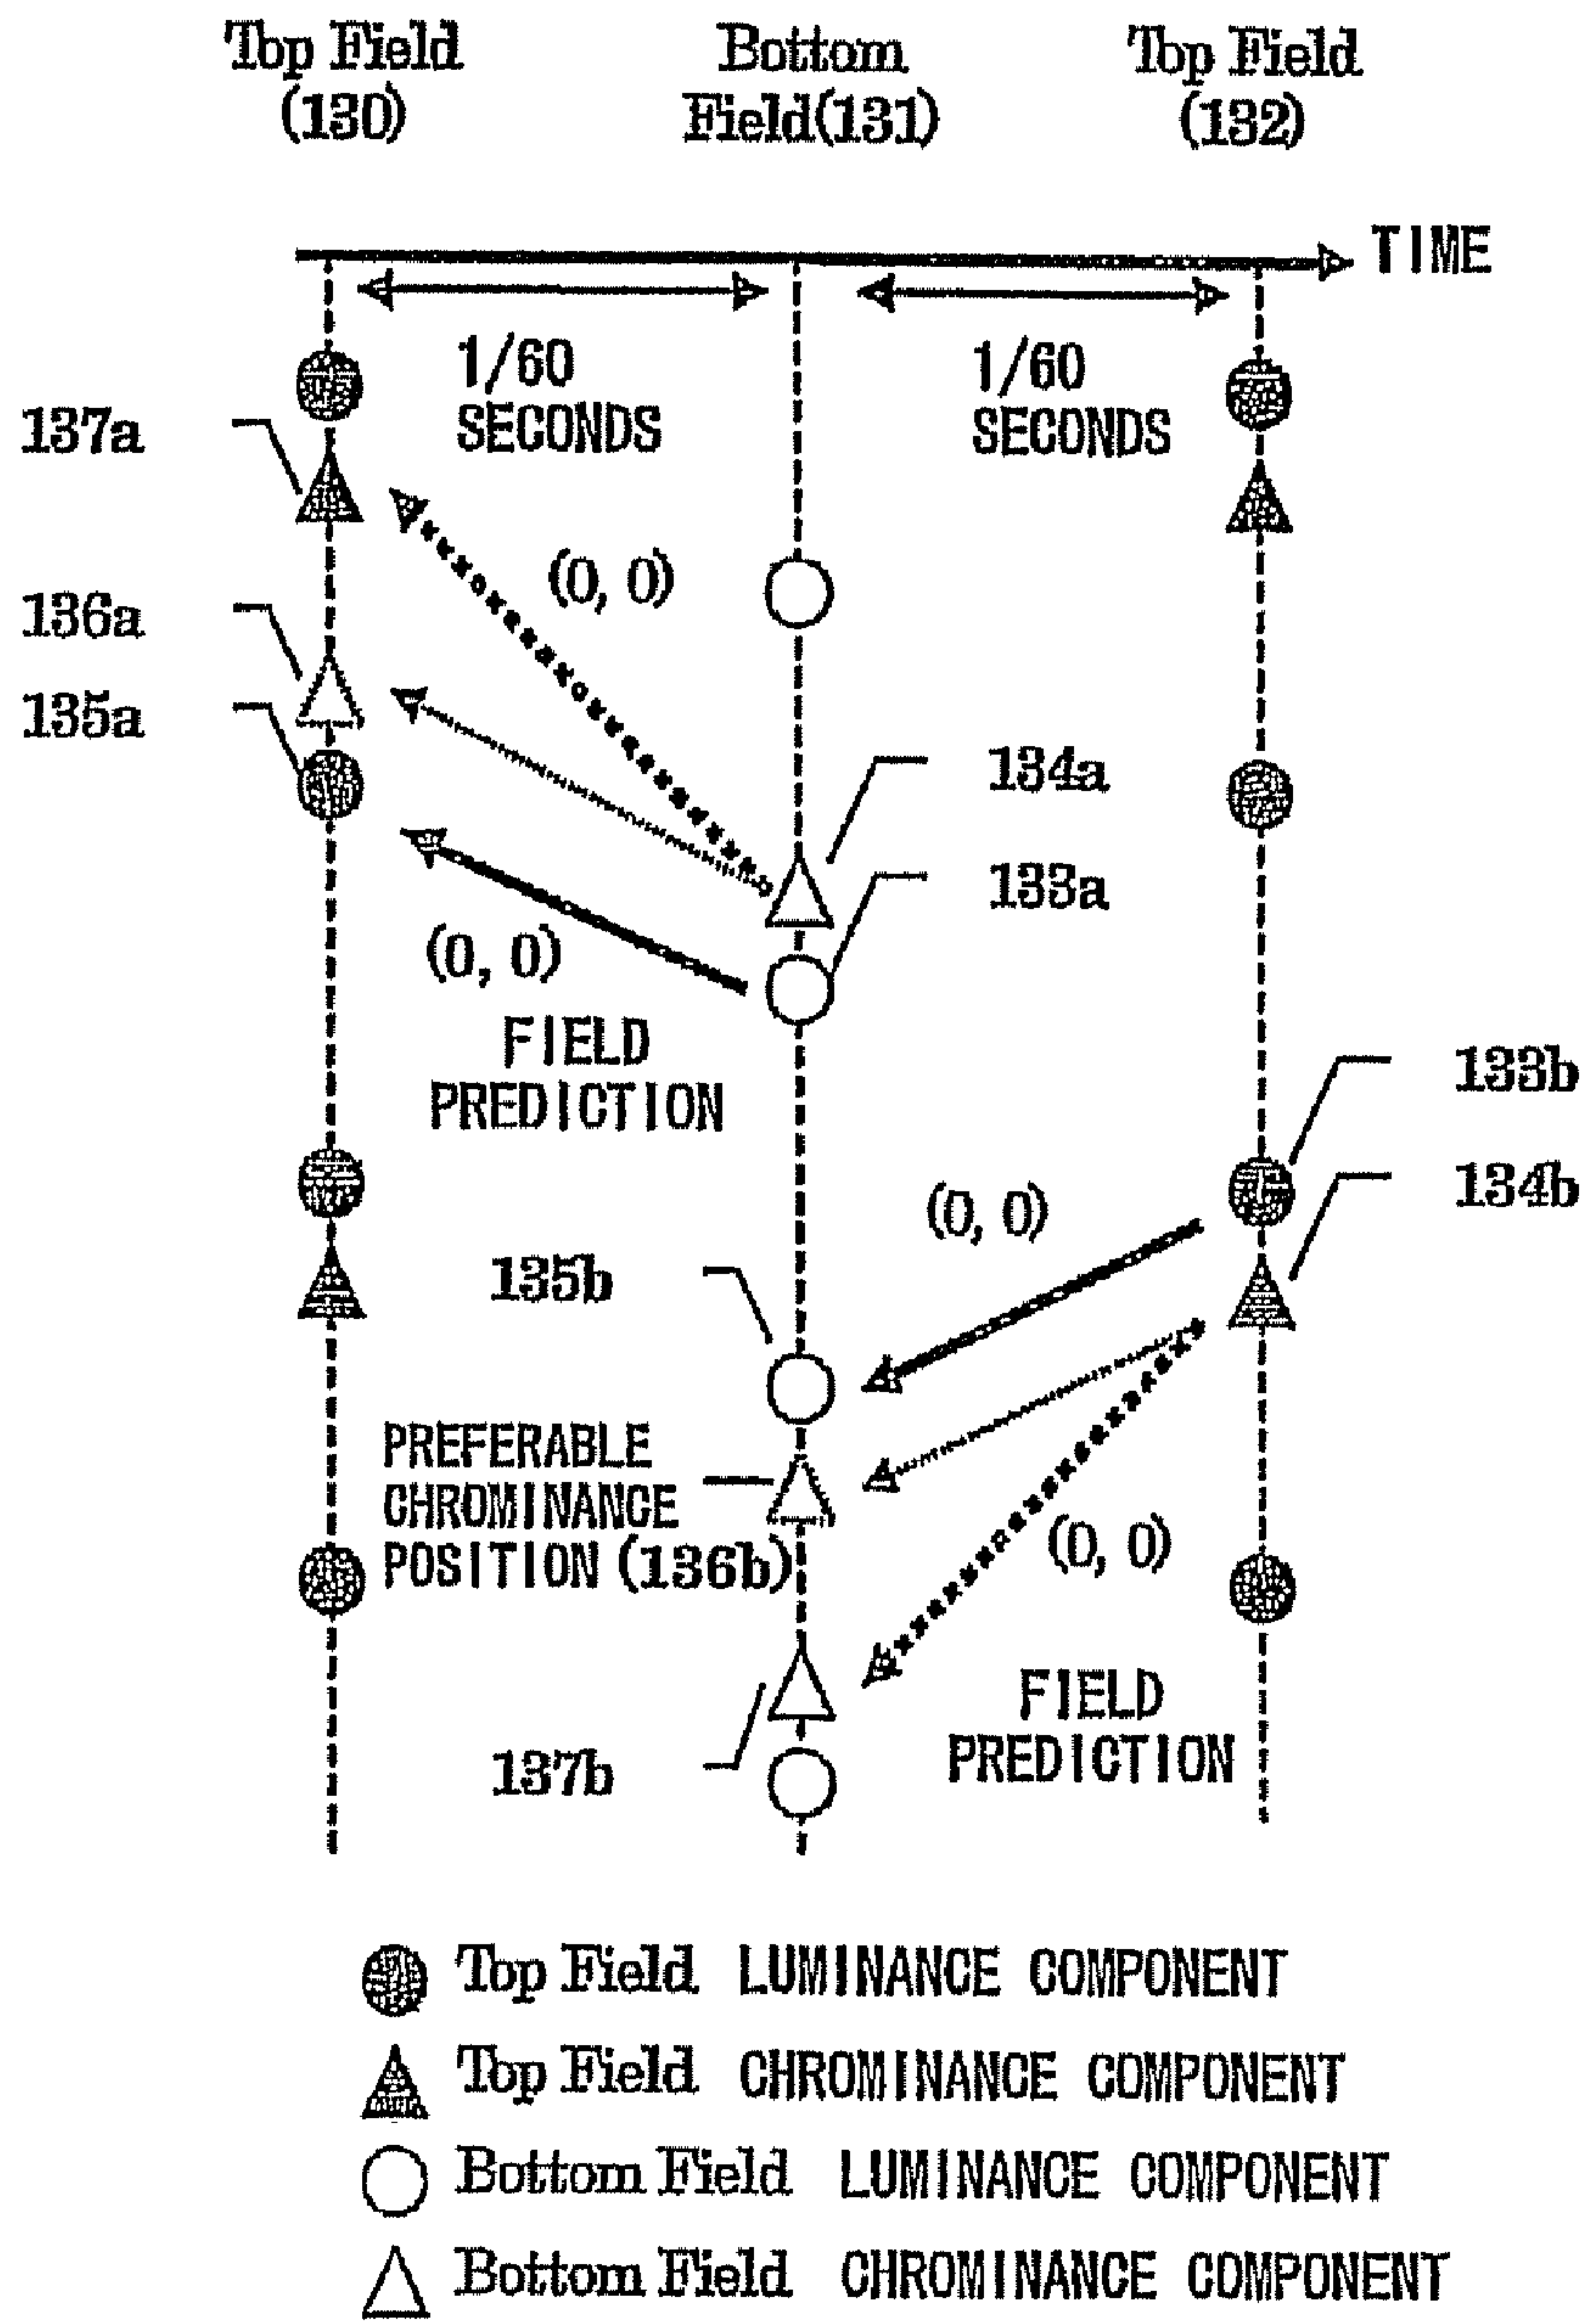 Top Field
(130)
Bottom
Field(131)
Top Field
(132)
TIME
1/60
SECONDS
1/60
SECONDS
137a
(0, 0)
136a
135a
134a
133a
(0, 0)
FIELD
PREDICTION
133b
134b
(0, 0)
135b
PREFERABLE
CHROMINANCE
POSITION (136b)
(0, 0)
FIELD
PREDICTION
137b
Top Field LUMINANCE COMPONENT
Top Field CHROMINANCE COMPONENT
Bottom Field LUMINANCE COMPONENT
Bottom Field CHROMINANCE COMPONENT